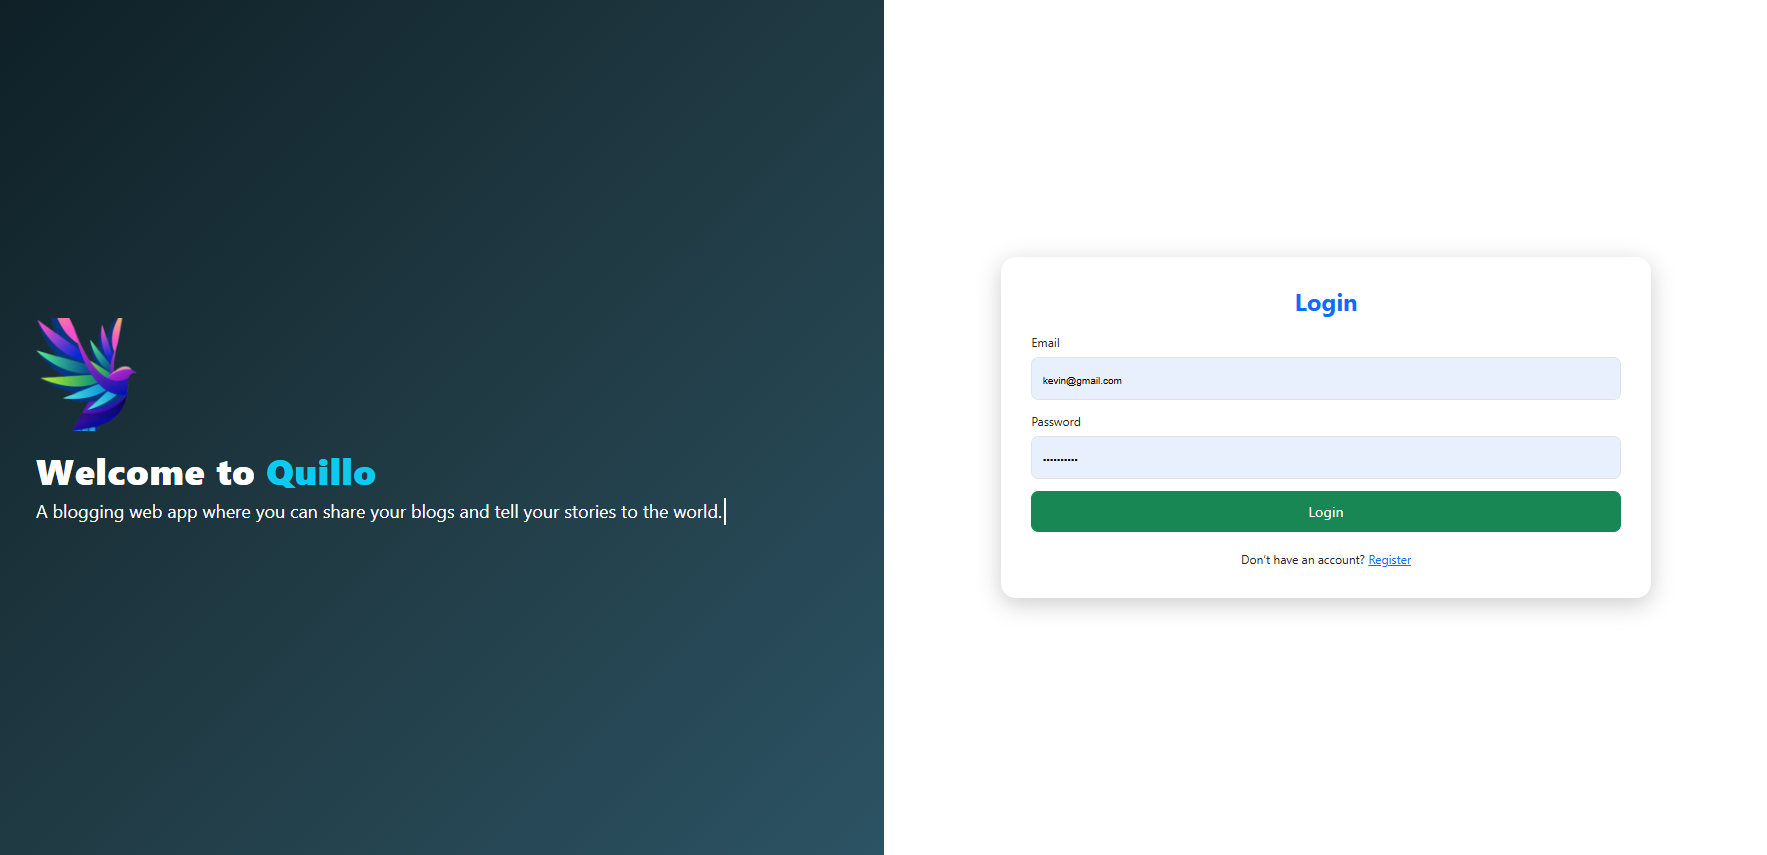 Welcome to Quillo
A blogging web app where you can share your blogs and tell your stories to the world.
Login
Email
kevin@gmail.com
Password
••••••••••
Login
Don't have an account? Register